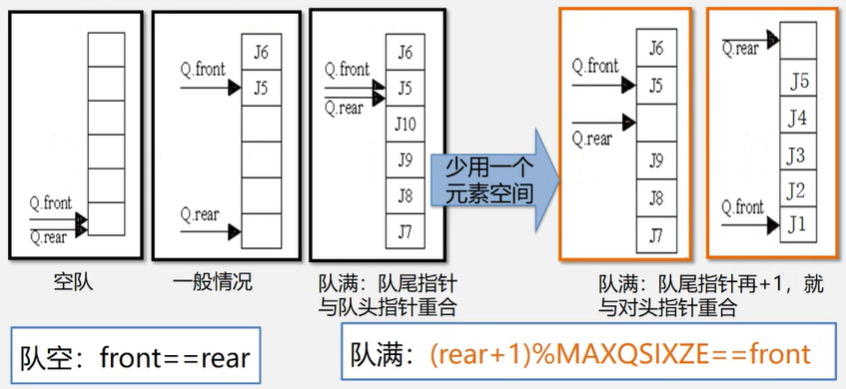 Q.front
Q.rear
空队
J6
Q.front
J5
Q.rear
一般情况
J6
Q.front
J5
Q.rear
J10
J9
J8
J7
队满：队尾指针
与队头指针重合
少用一个
元素空间
J6
Q.front
J5
Q.rear
J9
J8
J7
Q.rear
J5
J4
J3
J2
Q.front
J1
队满：队尾指针再+1，就
与对头指针重合
队空：front==rear
队满：(rear+1)%MAXQSIXZE==front